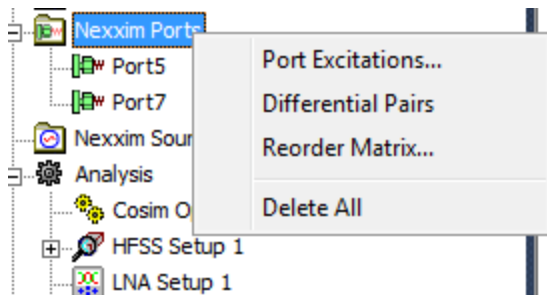 Nexxim Ports
Port5
Port7
Nexxim Sour
Analysis
Cosim O
HFSS Setup 1
LNA Setup 1
Port Excitations...
Differential Pairs
Reorder Matrix...
Delete All